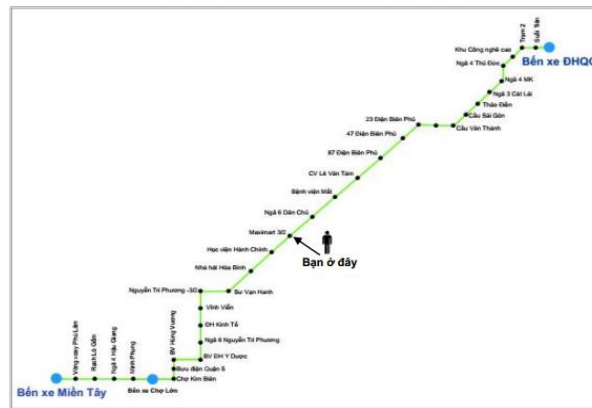 Trạm 2
Suối Tiên
Khu Công nghệ cao
Bến xe ĐHQG
Ngã 4 Thủ Đức
Ngã 4 MK
Ngã 3 Cát Lái
Thảo Điền
Cầu Sài Gòn
23 Điện Biên Phủ
Cầu Văn Thánh
47 Điện Biên Phủ
87 Điện Biên Phủ
CV Lê Văn Tám
Bệnh viện Mắt
Ngã 6 Dân Chủ
Maximart 3/2
Học viện Hành Chính
Bạn ở đây
Nhà hát Hòa Bình
Nguyễn Tri Phương -3/2
Sư Vạn Hạnh
Vĩnh Viễn
ĐH Kinh Tế
Ngã 6 Nguyễn Tri Phương
BV Hùng Vương
BV ĐH Y Dược
Vòng xoay Phú Lâm
Rạch Lò Gốm
Ngã 4 Hậu Giang
Minh Phụng
Bưu điện Quận 5
Chợ Kim Biên
Bến xe Miền Tây
Bến xe Chợ Lớn